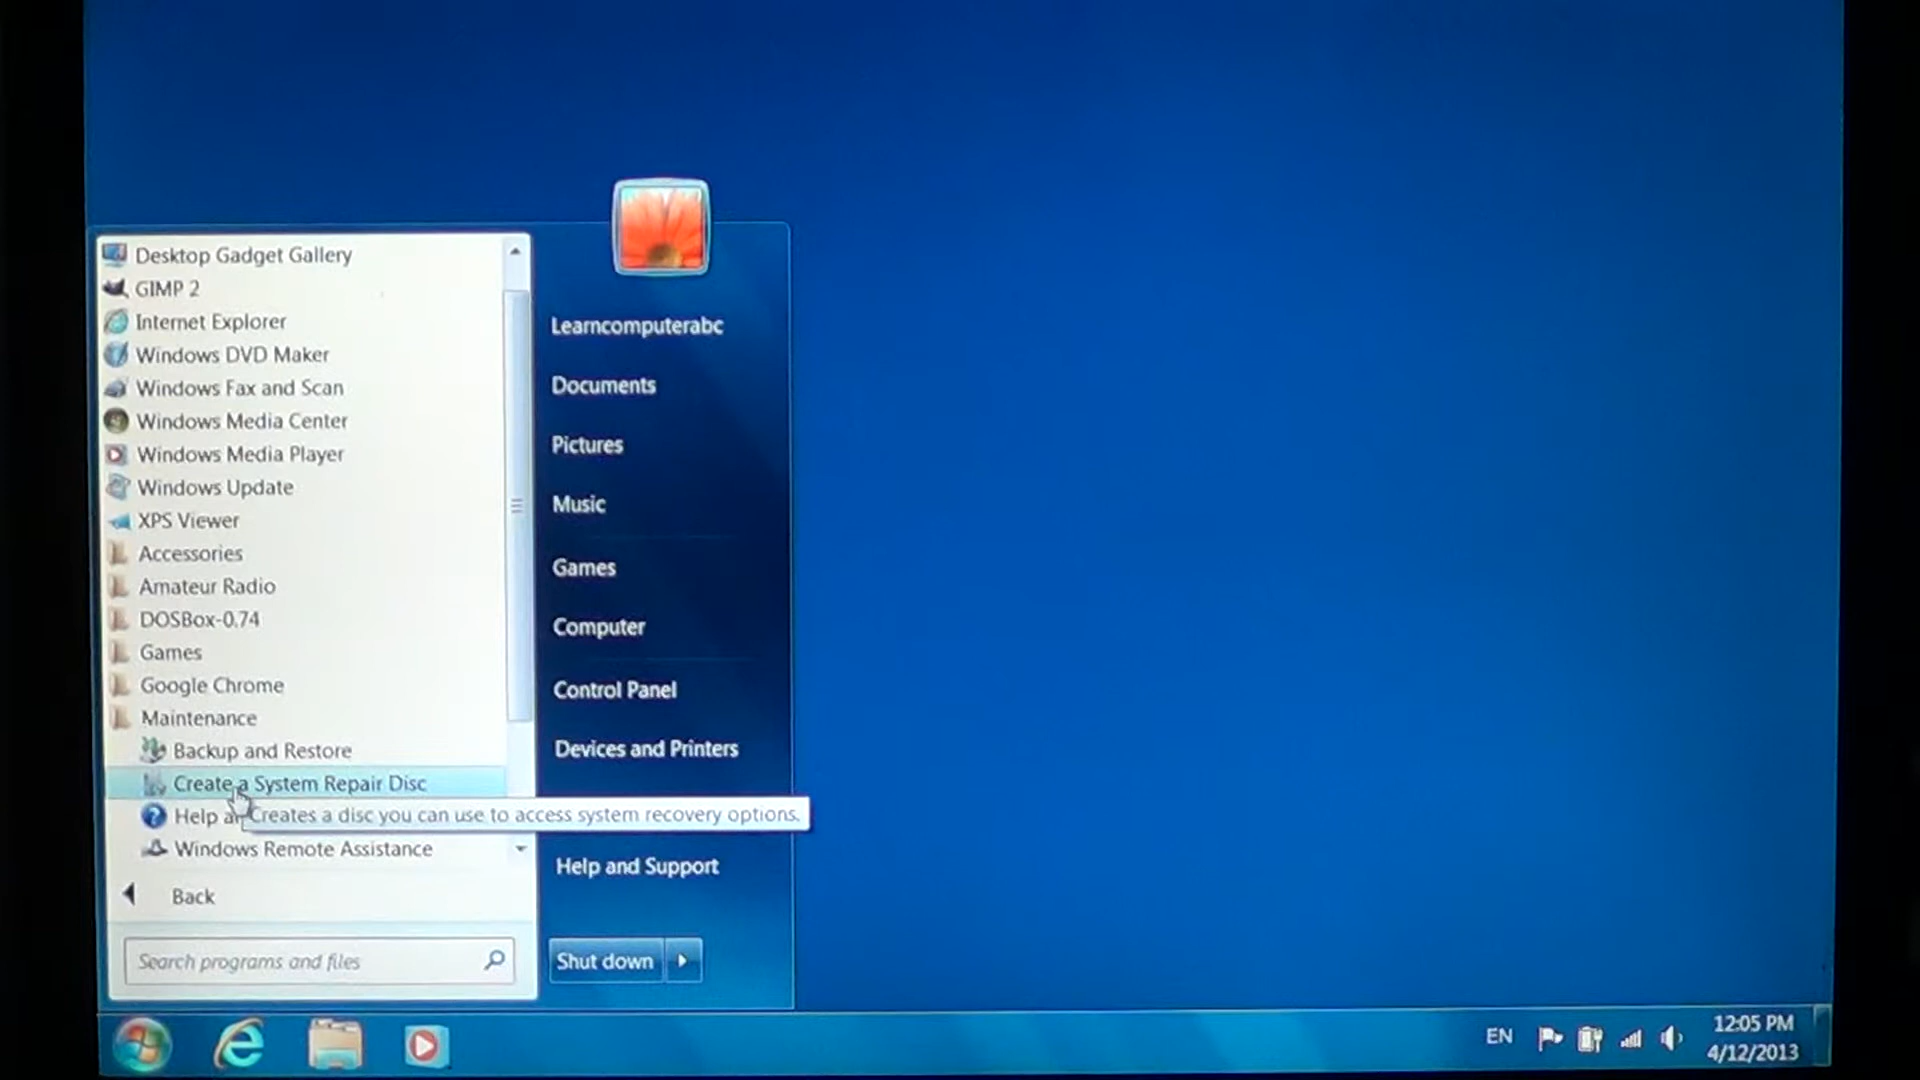 Desktop Gadget Gallery
GIMP 2
Internet Explorer
Windows DVD Maker
Windows Fax and Scan
Windows Media Center
Windows Media Player
Windows Update
XPS Viewer
Accessories
Amateur Radio
DOSBox-0.74
Games
Google Chrome
Maintenance
Backup and Restore
Create a System Repair Disc
Help
Creates a disc you can use to access system recovery options.
Windows Remote Assistance
Back
Search programs and files
Learncomputerabc
Documents
Pictures
Music
Games
Computer
Control Panel
Devices and Printers
Help and Support
Shut down
EN
12:05 PM
4/12/2013